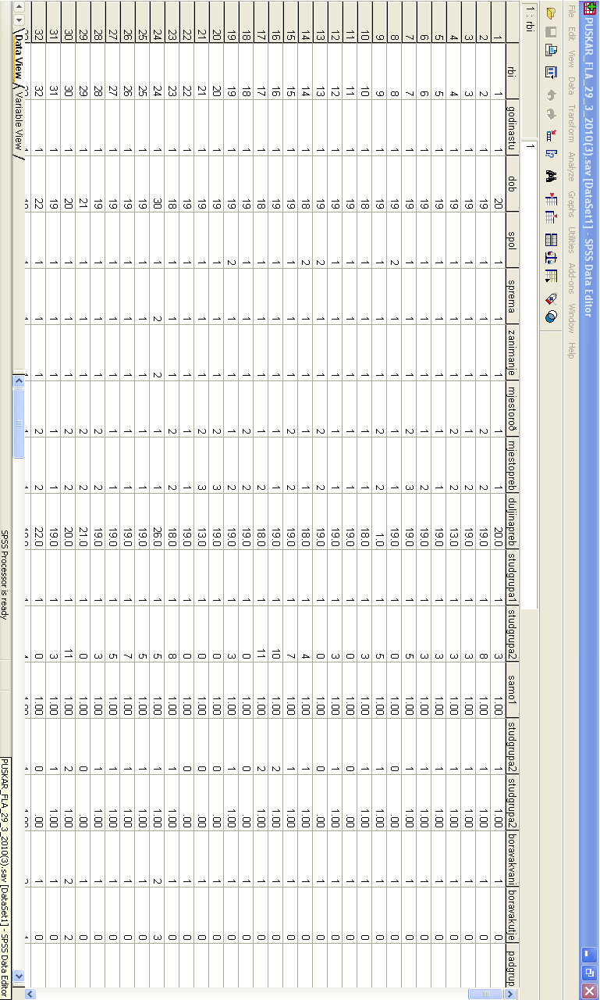 PUSKAR_FLA_29_3_2010(3).sav [DataSet1] - SPSS Data Editor
File Edit View Data Transform Analyze Graphs Utilities Add-ons Window Help
1 : rbi 1
rbi godinastu dob spol sprema zanimanje mjestorođ mjestopreb duljinapreb studgrupa1 studgrupa2 samo1 studgrupa2 studgrupa2 boravakvani boravakutje padgrup
1 1 1 20 1 1 1 1 1 20.0 1 3 1.00 1 1.00 1 0
2 2 1 19 1 1 1 2 2 19.0 1 8 1.00 1 1.00 1 0
3 3 1 19 1 1 1 1 2 19.0 1 3 1.00 1 1.00 1 0
4 4 1 19 1 1 1 2 2 13.0 1 3 1.00 1 1.00 1 0
5 5 1 19 1 1 1 1 1 19.0 1 3 1.00 1 1.00 1 0
6 6 1 19 1 1 1 1 2 19.0 1 3 1.00 1 1.00 1 0
7 7 1 19 1 1 1 2 3 18.0 1 5 1.00 1 1.00 1 0
8 8 1 19 2 1 1 1 1 19.0 1 0 1.00 0 .00 1 0
9 9 1 19 1 1 1 2 2 1.0 1 5 1.00 1 1.00 1 0
10 10 1 18 1 1 1 1 1 18.0 1 3 1.00 1 1.00 1 0
11 11 1 19 1 1 1 1 1 19.0 1 0 1.00 0 .00 1 0
12 12 1 19 1 1 1 1 1 19.0 1 3 1.00 1 1.00 1 0
13 13 1 19 2 1 1 2 2 19.0 1 0 1.00 0 .00 1 0
14 14 1 18 2 1 1 1 1 18.0 1 4 1.00 1 1.00 1 0
15 15 1 19 1 1 1 2 2 19.0 1 7 1.00 1 1.00 1 0
16 16 1 19 1 1 1 1 1 19.0 1 10 1.00 2 1.00 1 0
17 17 1 18 1 1 1 1 2 18.0 1 11 1.00 2 1.00 1 0
18 18 1 18 1 1 1 2 2 19.0 1 0 1.00 0 .00 1 0
19 19 1 19 2 1 1 2 2 19.0 1 3 1.00 1 1.00 1 0
20 20 1 19 1 1 1 2 3 19.0 1 0 1.00 0 .00 1 0
21 21 1 19 1 1 1 2 3 13.0 1 0 1.00 0 .00 1 0
22 22 1 19 1 1 1 1 1 19.0 1 0 1.00 0 .00 1 0
23 23 1 18 1 1 1 2 2 18.0 1 8 1.00 1 1.00 1 0
24 24 1 30 1 2 2 1 1 26.0 1 5 1.00 1 1.00 2 3
25 25 1 19 1 1 1 1 1 19.0 1 5 1.00 1 1.00 1 0
26 26 1 19 1 1 1 1 1 19.0 1 7 1.00 1 1.00 1 0
27 27 1 19 1 1 1 1 1 19.0 1 5 1.00 1 1.00 1 0
28 28 1 19 1 1 1 2 2 19.0 1 3 1.00 1 1.00 1 0
29 29 1 21 1 1 1 2 2 21.0 1 0 1.00 0 .00 1 0
30 30 1 20 1 1 1 2 2 20.0 1 11 1.00 2 1.00 2 2
31 31 1 19 1 1 1 1 1 19.0 1 3 1.00 1 1.00 1 0
32 32 1 22 1 1 1 2 2 22.0 1 0 1.00 0 .00 1 0
Data View Variable View
SPSS Processor is ready
PUSKAR_FLA_29_3_2010(3).sav [DataSet1] - SPSS Data Editor